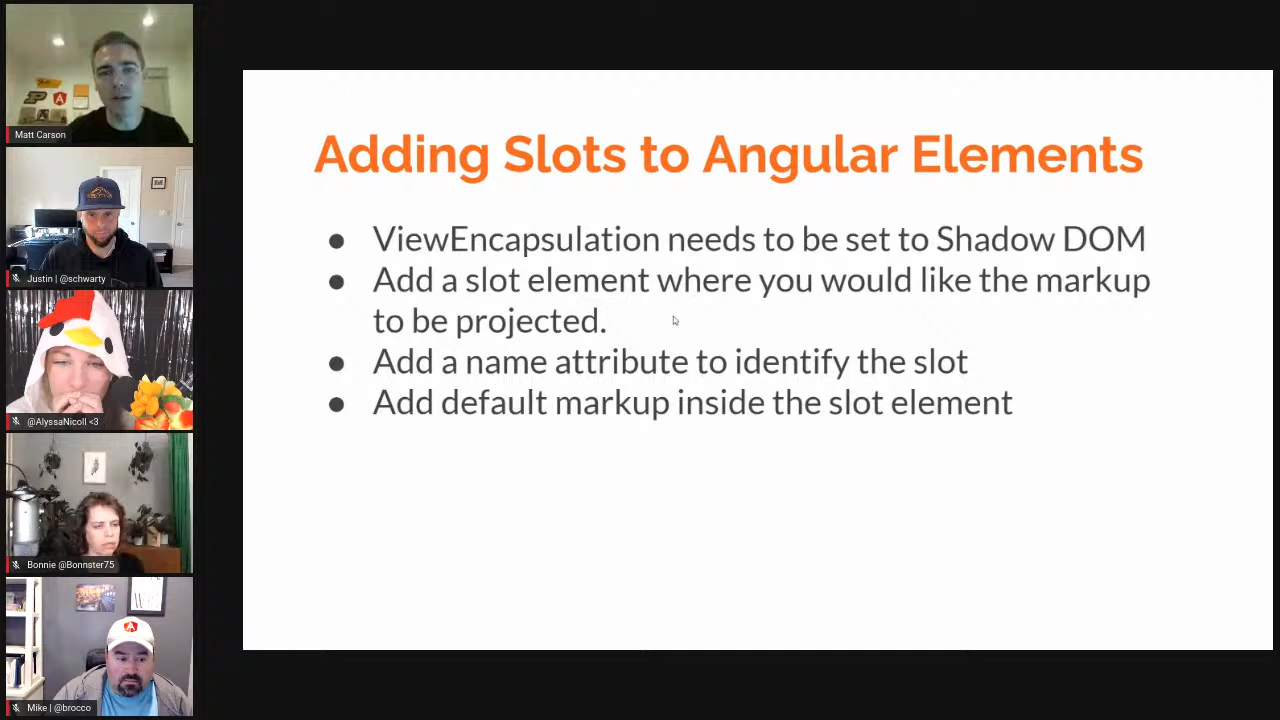 Matt Carson
Justin | @schwarty
@AlyssaNicoll <3
Bonnie @Bonnster75
Mike | @brocco
Adding Slots to Angular Elements
● ViewEncapsulation needs to be set to Shadow DOM
● Add a slot element where you would like the markup
to be projected.
● Add a name attribute to identify the slot
● Add default markup inside the slot element